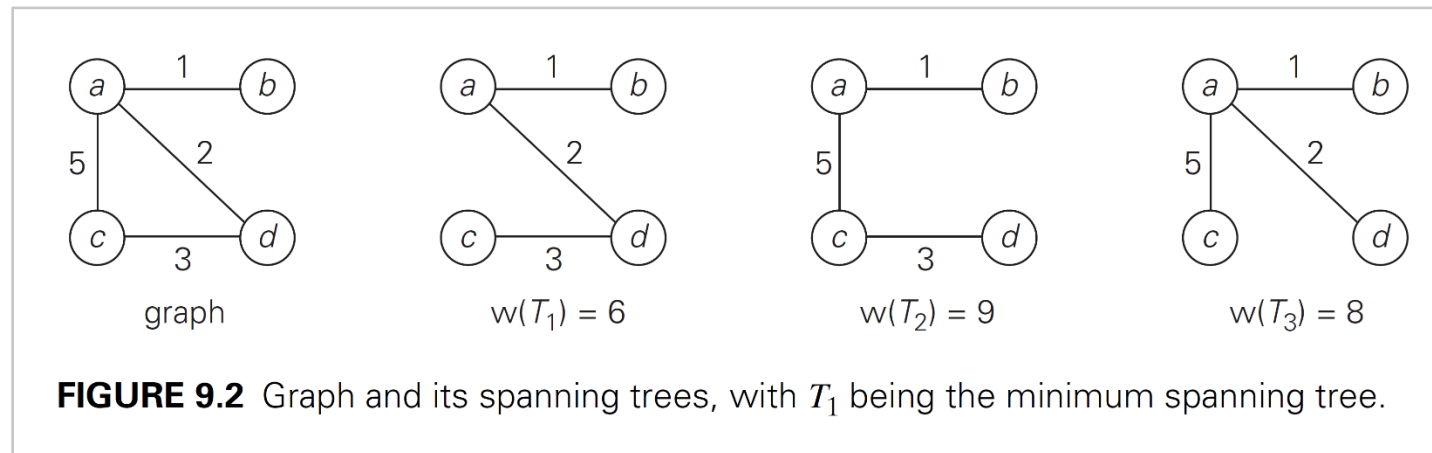 1 1 1 1
a b a b a b a b
5 2 2 5 5 2
c d c d c d c d
3 3 3
graph w(T₁) = 6 w(T₂) = 9 w(T₃) = 8
FIGURE 9.2 Graph and its spanning trees, with T₁ being the minimum spanning tree.